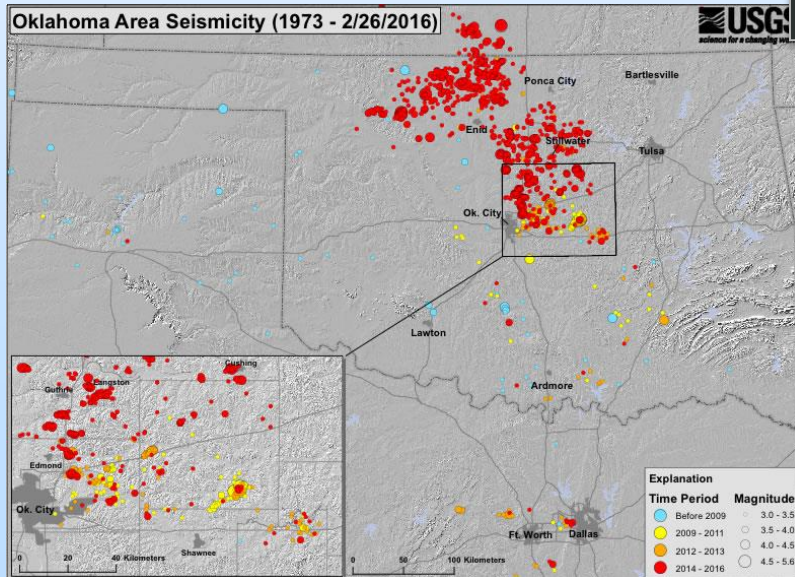 Oklahoma Area Seismicity (1973 - 2/26/2016)
USGS
science for a changing
Ponca City
Bartlesville
Enid
Stillwater
Tulsa
Ok. City
Lawton
Ardmore
Cushing
Langston
Guthrie
Edmond
Ok. City
Shawnee
0 20 40 Kilometers
0 50 100 Kilometers
Ft. Worth
Dallas
Explanation
Time Period Magnitude
Before 2009 3.0 - 3.5
2009 - 2011 3.5 - 4.0
2012 - 2013 4.0 - 4.5
2014 - 2016 4.5 - 5.6